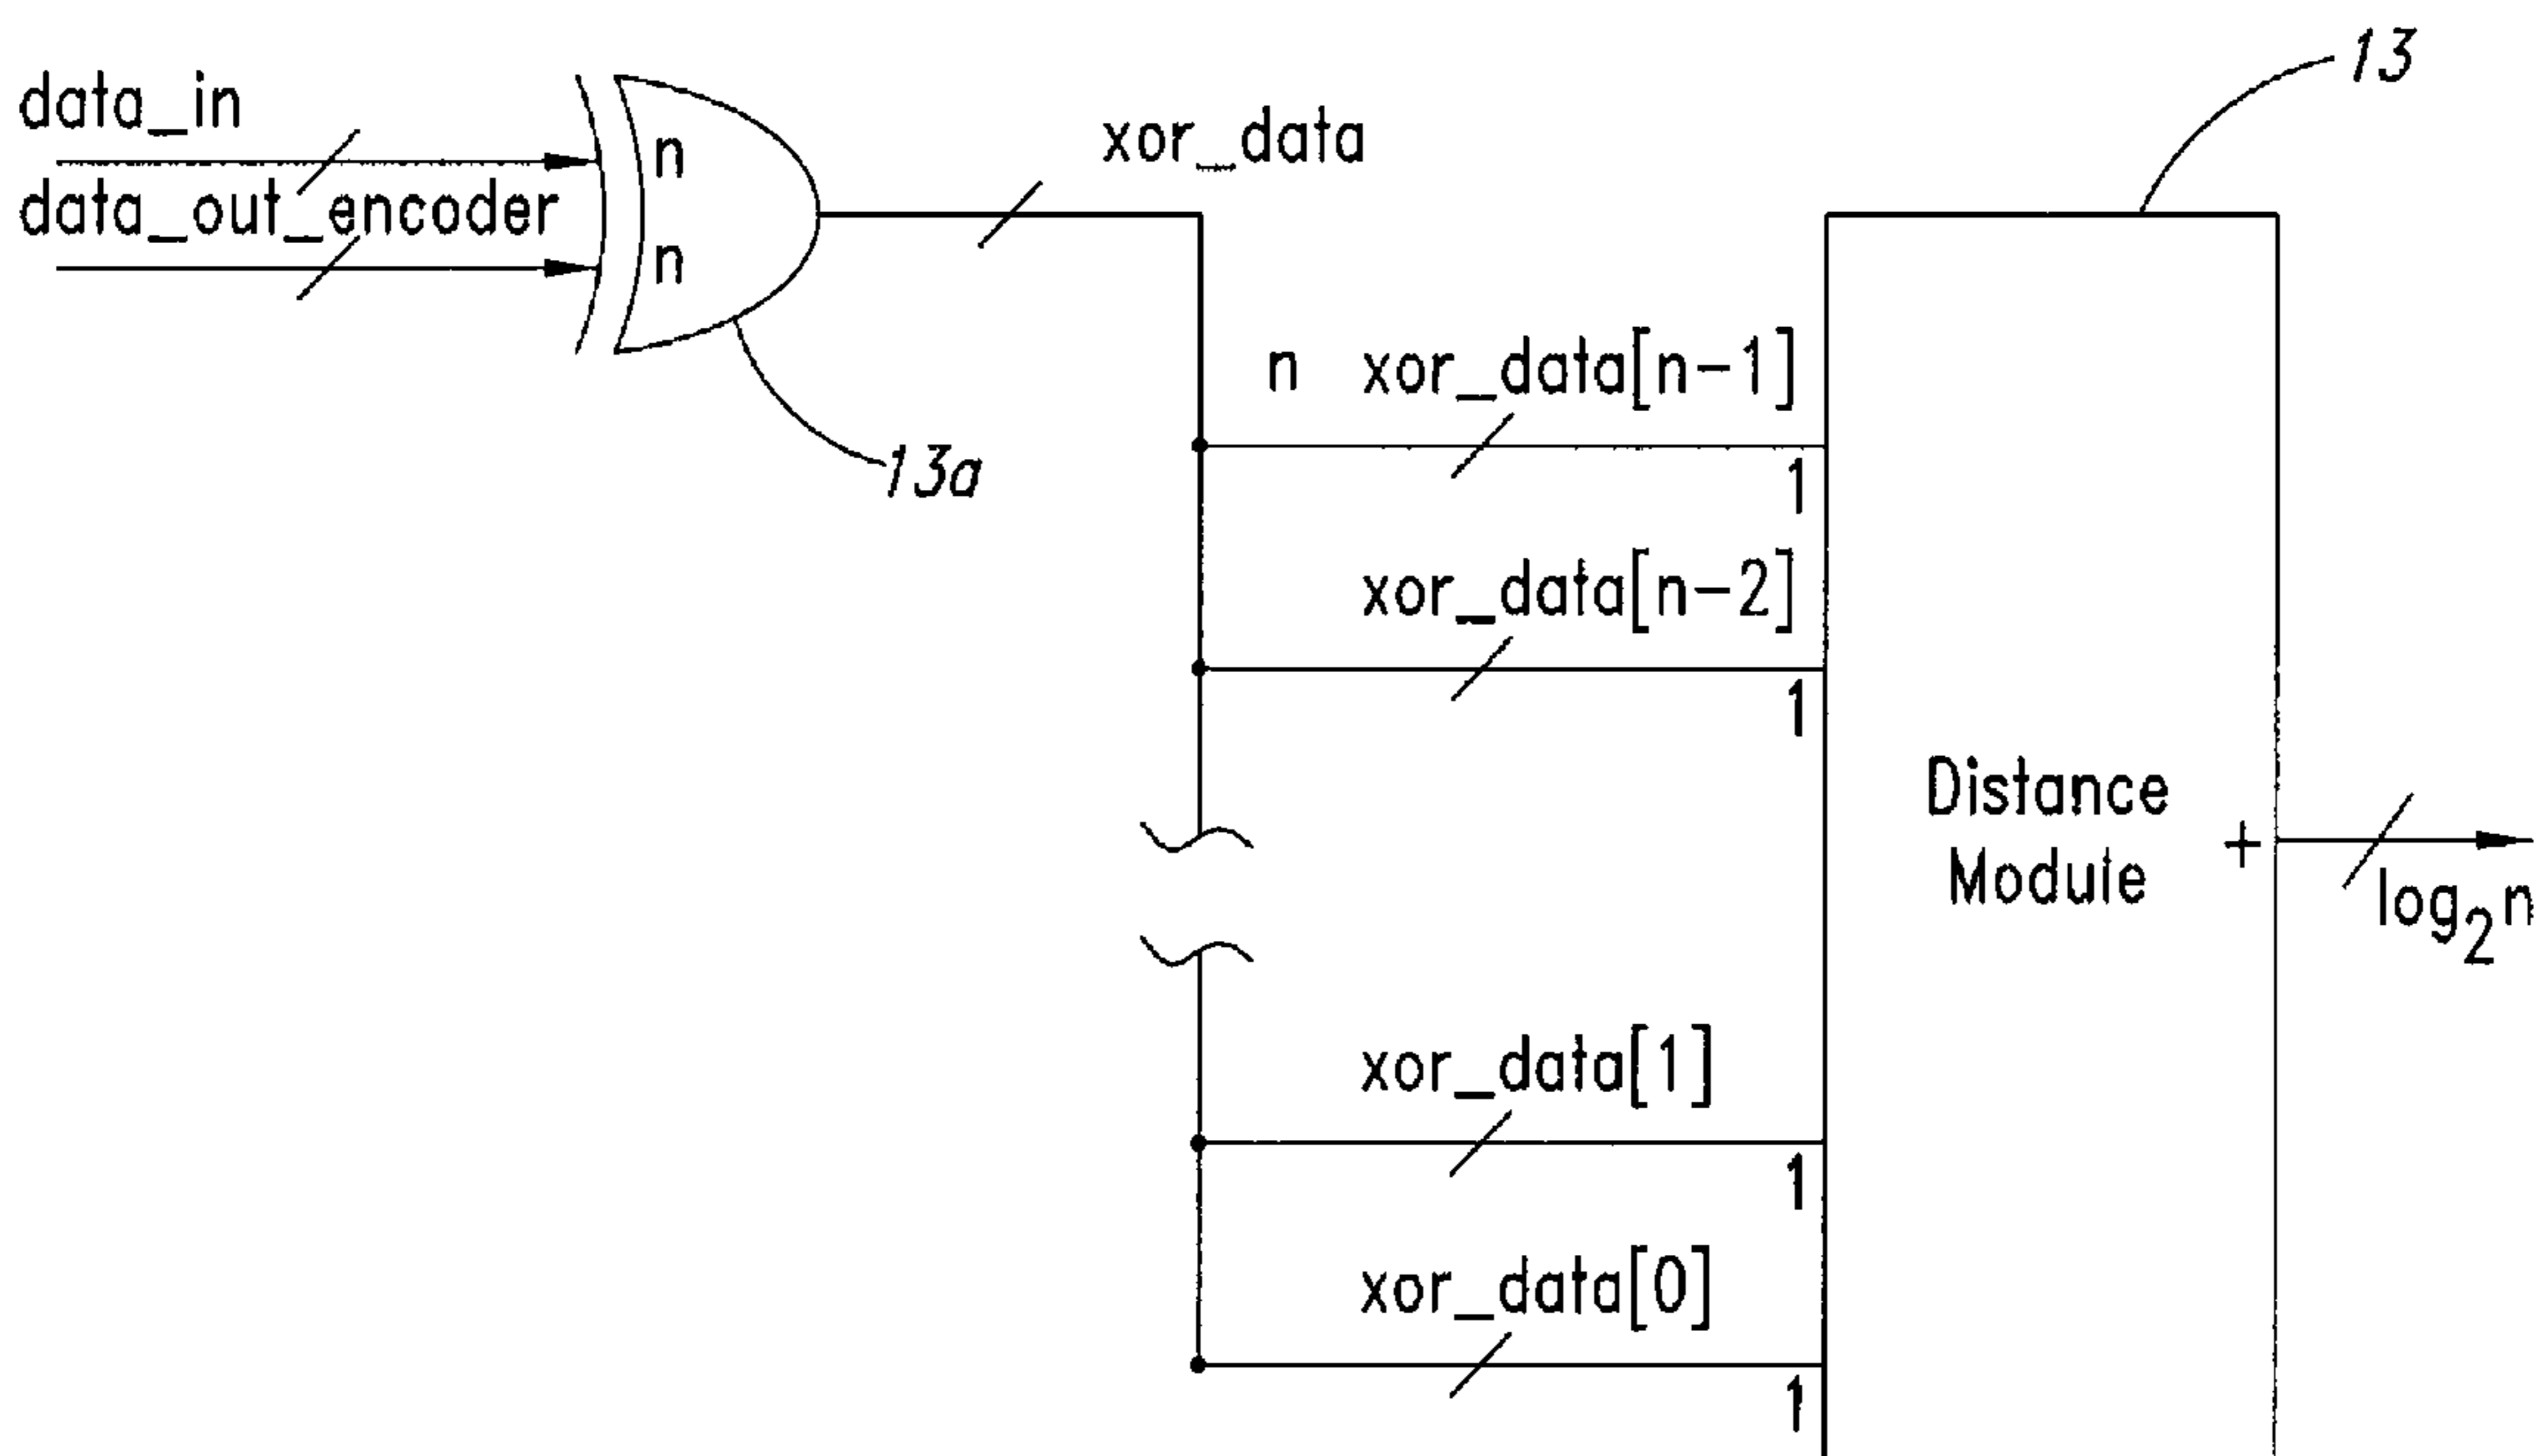 data_in
data_out_encoder
n
n
13a
xor_data
13
n xor_data[n-1]
1
xor_data[n-2]
1
Distance
Module
+
log2n
xor_data[1]
1
xor_data[0]
1